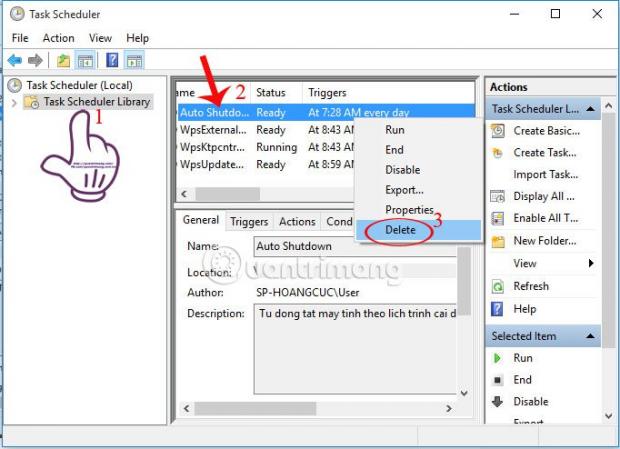 Task Scheduler
File Action View Help
Task Scheduler (Local)
Task Scheduler Library
1
2
ame Status Triggers
Auto Shutdo... Ready At 7:28 AM every day
WpsExternal... Ready At 8:43 A
WpsKtpcntr... Running At 8:43 A
WpsUpdate... Ready At 8:59 A
Run
End
Disable
Export...
Properties
Delete
3
General Triggers Actions Cond
Name: Auto Shutdown
Location: \
Author: SP-HOANGCUC\User
Description: Tu dong tat may tinh theo lich trinh cai d
Quantrimang
Actions
Task Scheduler L...
Create Basic...
Create Task...
Import Task...
Display All ...
Enable All T...
New Folder...
View
Refresh
Help
Selected Item
Run
End
Disable
Export